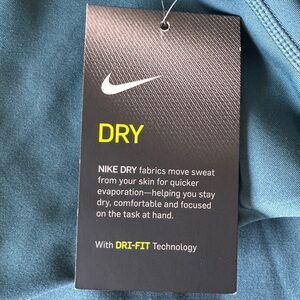 DRY
NIKE DRY fabrics move sweat
from your skin for quicker
evaporation—helping you stay
dry, comfortable and focused
on the task at hand.
With DRI-FIT Technology